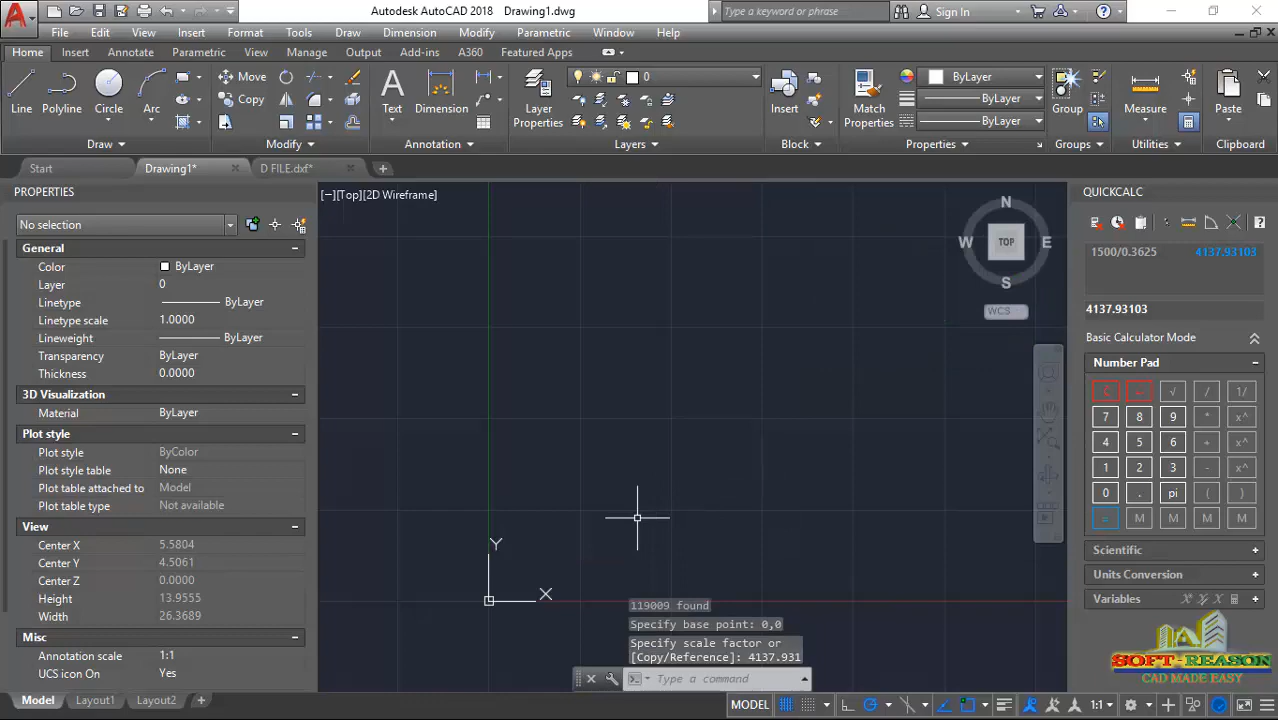 Autodesk AutoCAD 2018 Drawing1.dwg
Type a keyword or phrase
Sign In
File Edit View Insert Format Tools Draw Dimension Modify Parametric Window Help
Home Insert Annotate Parametric View Manage Output Add-ins A360 Featured Apps
Line Polyline Circle Arc
Move
Copy
Text Dimension
Layer Properties
0
Insert
Match Properties
ByLayer
ByLayer
ByLayer
Group
Measure
Paste
Draw Modify Annotation Layers Block Properties Groups Utilities Clipboard
Start Drawing1* D FILE.dxf*
PROPERTIES
No selection
General
Color ByLayer
Layer 0
Linetype ByLayer
Linetype scale 1.0000
Lineweight ByLayer
Transparency ByLayer
Thickness 0.0000
3D Visualization
Material ByLayer
Plot style
Plot style ByColor
Plot style table None
Plot table attached to Model
Plot table type Not available
View
Center X 5.5804
Center Y 4.5061
Center Z 0.0000
Height 13.9555
Width 26.3689
Misc
Annotation scale 1:1
UCS icon On Yes
[−][Top][2D Wireframe]
N
W TOP E
S
WCS
Y
X
119009 found
Specify base point: 0,0
Specify scale factor or
[Copy/Reference]: 4137.931
Type a command
QUICKCALC
1500/0.3625 4137.93103
4137.93103
Basic Calculator Mode
Number Pad
C √ / 1/
7 8 9 * x^
4 5 6 + x^
1 2 3 - x^
0 . pi ( )
= M M M M
Scientific
Units Conversion
Variables
SOFT-REASON
CAD MADE EASY
Model Layout1 Layout2
MODEL
1:1